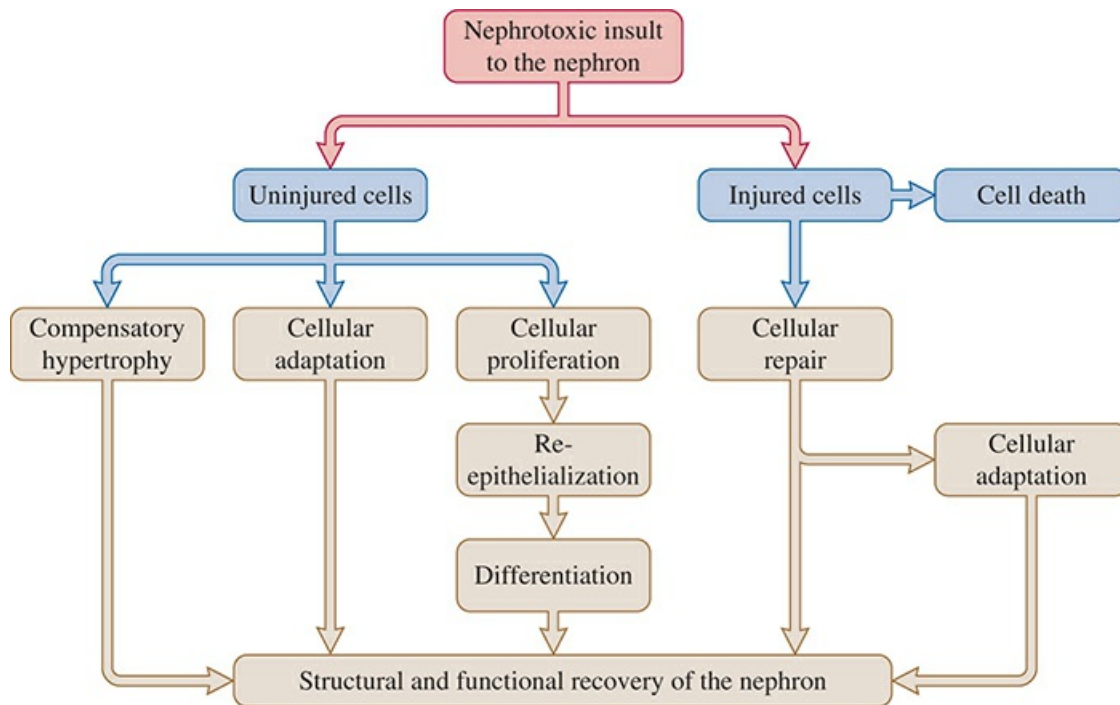 Nephrotoxic insult
to the nephron
Uninjured cells
Injured cells
Cell death
Compensatory
hypertrophy
Cellular
adaptation
Cellular
proliferation
Cellular
repair
Re-
epithelialization
Cellular
adaptation
Differentiation
Structural and functional recovery of the nephron